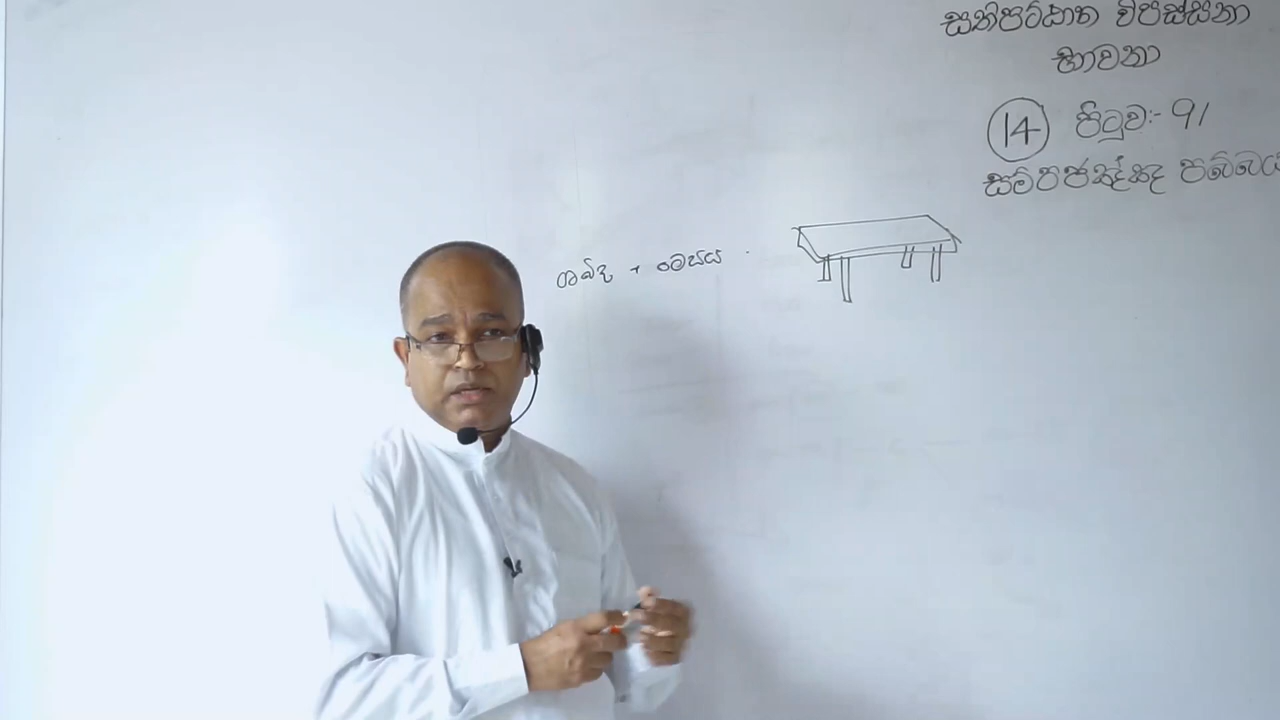 සතිපට්ඨාන විපස්සනා
භාවනා
14 පිටුව:- 91
සම්පජඤ්ඤ පබ්බය
ශබ්ද + මේසය